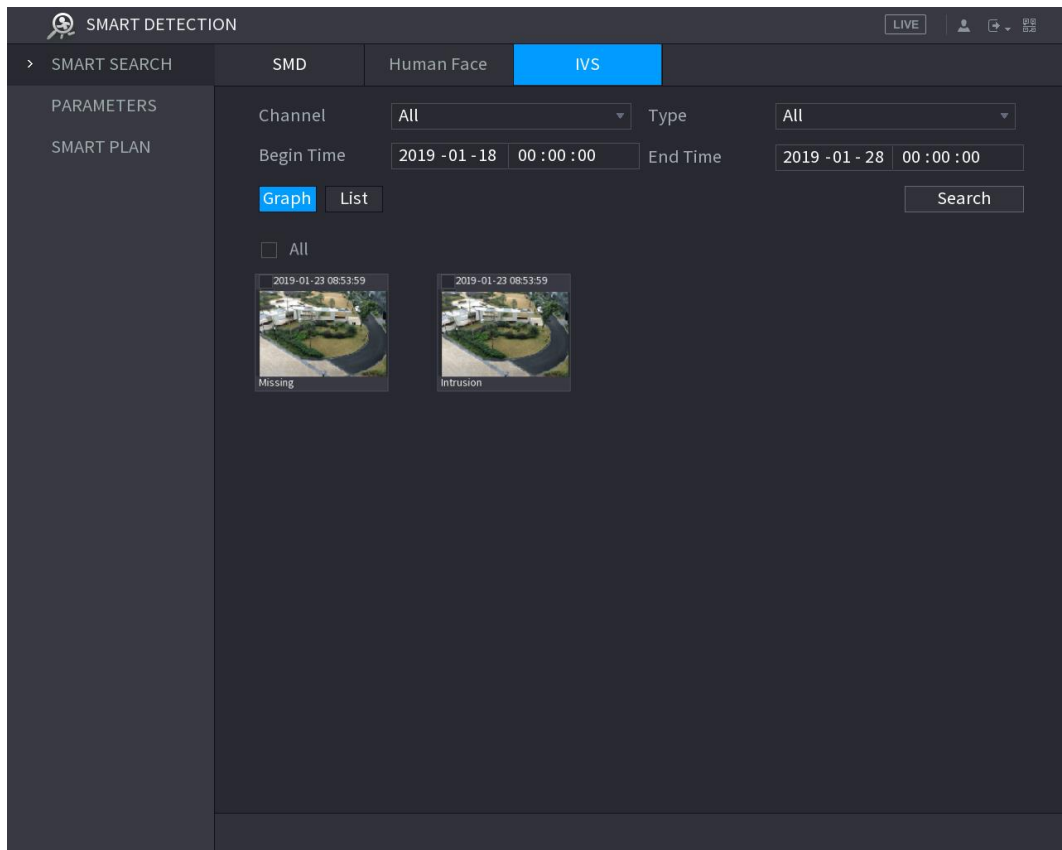 SMART DETECTION LIVE
> SMART SEARCH SMD Human Face IVS
PARAMETERS
SMART PLAN
Channel All Type All
Begin Time 2019 -01 -18 00 :00 :00 End Time 2019 -01 - 28 00 :00 :00
Graph List Search
All
2019-01-23 08:53:59 2019-01-23 08:53:59
Missing Intrusion